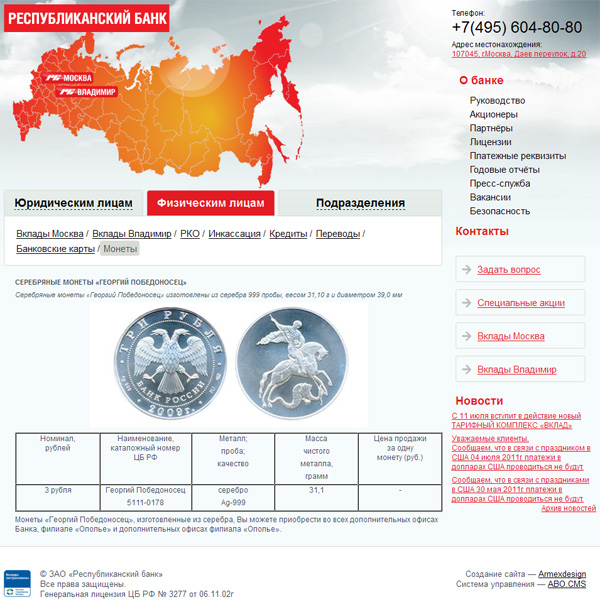 РЕСПУБЛИКАНСКИЙ БАНК
Телефон:
+7(495) 604-80-80
Адрес местонахождения:
107045, г.Москва, Даев переулок, д.20
РБ МОСКВА
РБ ВЛАДИМИР
О банке
Руководство
Акционеры
Партнёры
Лицензии
Платежные реквизиты
Годовые отчёты
Пресс-служба
Вакансии
Безопасность
Контакты
Юридическим лицам
Физическим лицам
Подразделения
Вклады Москва / Вклады Владимир / РКО / Инкассация / Кредиты / Переводы /
Банковские карты / Монеты
СЕРЕБРЯНЫЕ МОНЕТЫ «ГЕОРГИЙ ПОБЕДОНОСЕЦ»
Серебряные монеты «Георгий Победоносец» изготовлены из серебра 999 пробы, весом 31,10 г и диаметром 39,0 мм
ТРИ РУБЛЯ
БАНК РОССИИ
2009г.
Номинал, рублей
Наименование, каталожный номер ЦБ РФ
Металл; проба; качество
Масса чистого металла, грамм
Цена продажи за одну монету (руб.)
3 рубля
Георгий Победоносец 5111-0178
серебро Ag-999
31,1
-
Монеты «Георгий Победоносец», изготовленные из серебра, Вы можете приобрести во всех дополнительных офисах
Банка, филиале «Ополье» и дополнительных офисах филиала «Ополье».
Задать вопрос
Специальные акции
Вклады Москва
Вклады Владимир
Новости
С 11 июля вступит в действие новый
ТАРИФНЫЙ КОМПЛЕКС «ВКЛАД»
Уважаемые клиенты,
Сообщаем, что в связи с праздником в
США 04 июля 2011г. платежи в
долларах США проводиться не будут
Сообщаем, что в связи с праздниками
в США 30 мая 2011г. платежи в
долларах США проводиться не будут
Архив новостей
© ЗАО «Республиканский банк»
Все права защищены.
Генеральная лицензия ЦБ РФ № 3277 от 06.11.02г
Создание сайта — Armexdesign
Система управления — ABO.CMS